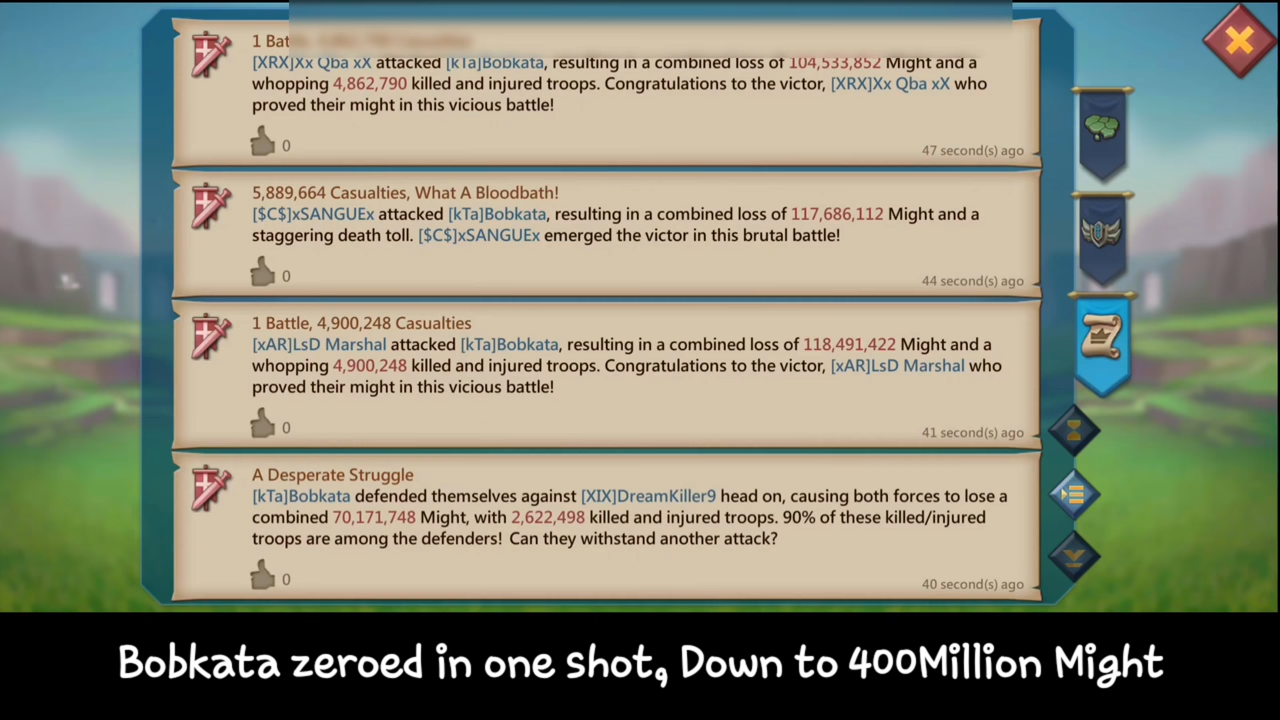 1 Bat
[XRX]Xx Qba xX attacked [kTa]Bobkata, resulting in a combined loss of 104,533,852 Might and a
whopping 4,862,790 killed and injured troops. Congratulations to the victor, [XRX]Xx Qba xX who
proved their might in this vicious battle!
0
47 second(s) ago
5,889,664 Casualties, What A Bloodbath!
[$C$]xSANGUEx attacked [kTa]Bobkata, resulting in a combined loss of 117,686,112 Might and a
staggering death toll. [$C$]xSANGUEx emerged the victor in this brutal battle!
0
44 second(s) ago
1 Battle, 4,900,248 Casualties
[xAR]LsD Marshal attacked [kTa]Bobkata, resulting in a combined loss of 118,491,422 Might and a
whopping 4,900,248 killed and injured troops. Congratulations to the victor, [xAR]LsD Marshal who
proved their might in this vicious battle!
0
41 second(s) ago
A Desperate Struggle
[kTa]Bobkata defended themselves against [XIX]DreamKiller9 head on, causing both forces to lose a
combined 70,171,748 Might, with 2,622,498 killed and injured troops. 90% of these killed/injured
troops are among the defenders! Can they withstand another attack?
0
40 second(s) ago
Bobkata zeroed in one shot, Down to 400Million Might